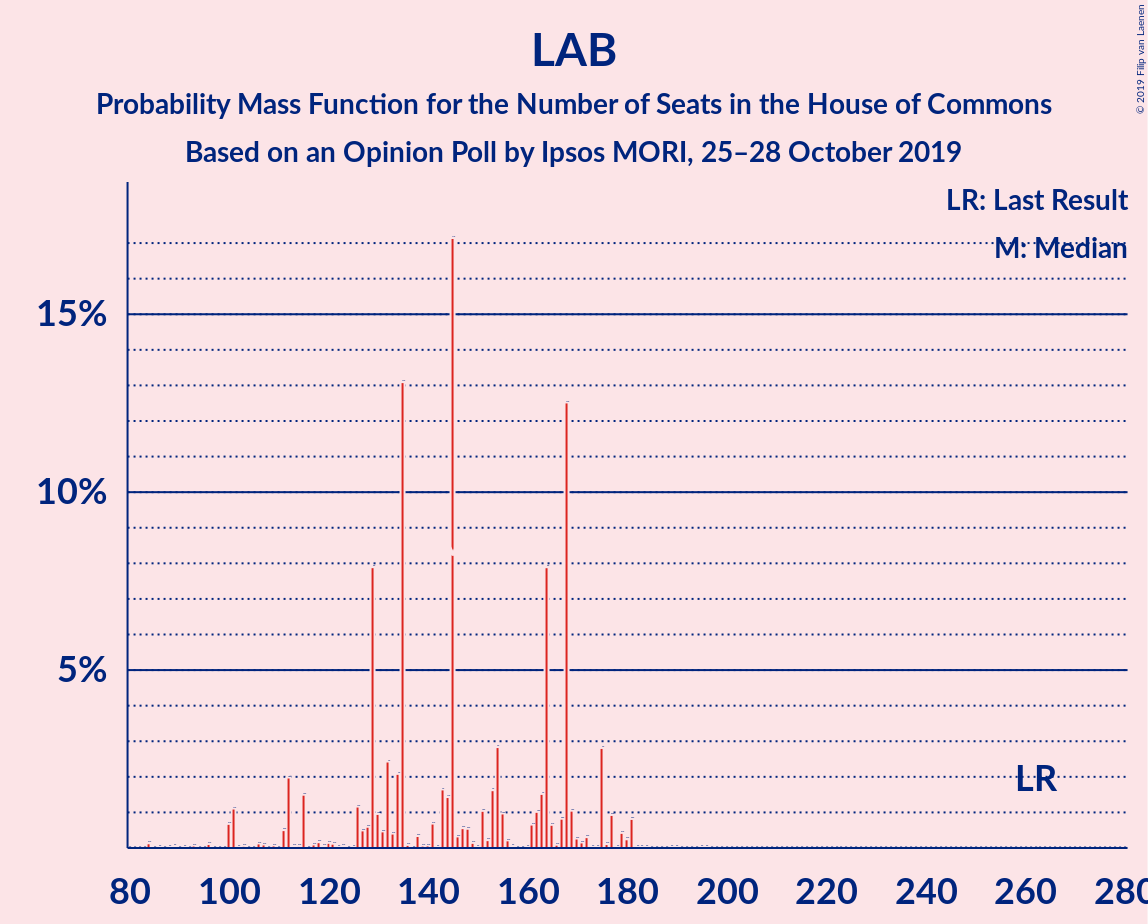 LAB
Probability Mass Function for the Number of Seats in the House of Commons
Based on an Opinion Poll by Ipsos MORI, 25–28 October 2019
© 2019 Filip van Laenen
LR: Last Result
M: Median
15%
10%
5%
LR
80 100 120 140 160 180 200 220 240 260 280